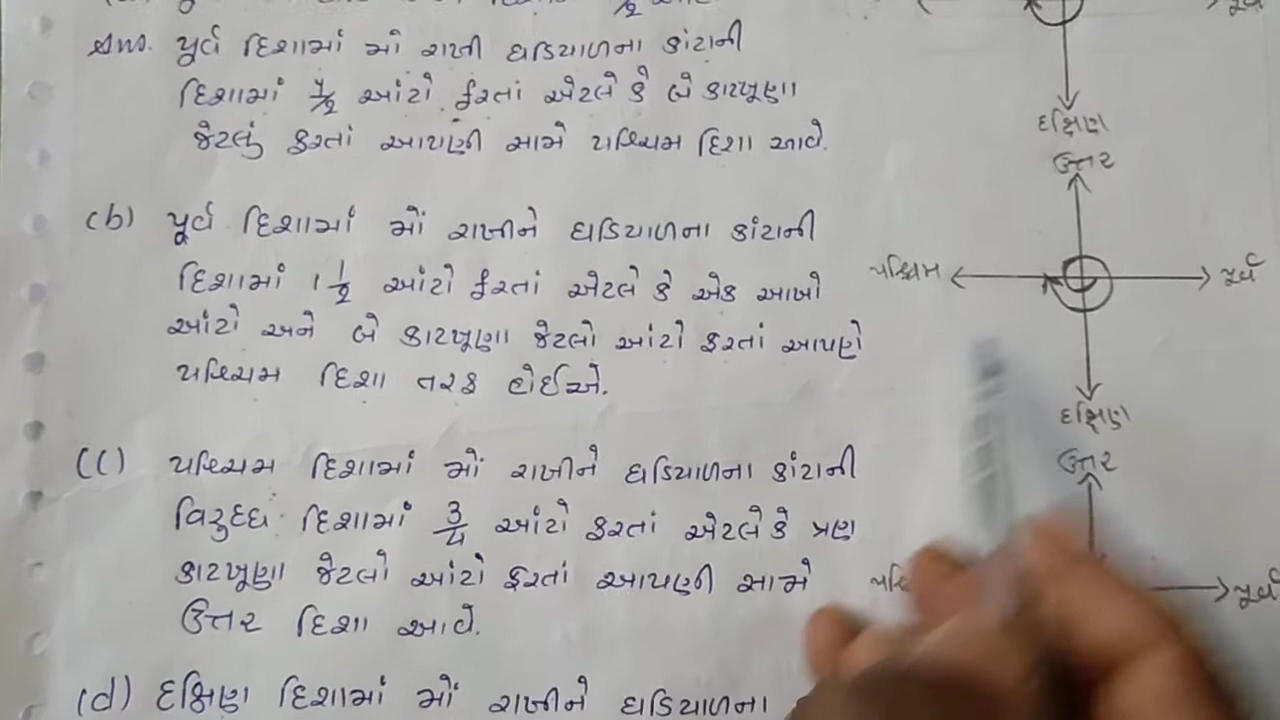 Ans. પૂર્વ દિશામાં મોં રાખી ઘડિયાળના કાંટાની
દિશામાં 1/2 આંટો ફરતાં એટલે કે બે કાટખૂણા
જેટલું ફરતાં આપણી સામે પશ્ચિમ દિશા આવે.
(b) પૂર્વ દિશામાં મોં રાખીને ઘડિયાળના કાંટાની
દિશામાં 1 1/2 આંટો ફરતાં એટલે કે એક આખો
આંટો અને બે કાટખૂણા જેટલો આંટો ફરતાં આપણે
પશ્ચિમ દિશા તરફ હોઈએ.
(c) પશ્ચિમ દિશામાં મોં રાખીને ઘડિયાળના કાંટાની
વિરુદ્ધ દિશામાં 3/4 આંટો ફરતાં એટલે કે ત્રણ
કાટખૂણા જેટલો આંટો ફરતાં આપણી સામે
ઉત્તર દિશા આવે.
(d) દક્ષિણ દિશામાં મોં રાખીને ઘડિયાળના
પૂર્વ
દક્ષિણ
ઉત્તર
પશ્ચિમ
પૂર્વ
દક્ષિણ
ઉત્તર
પૂર્વ